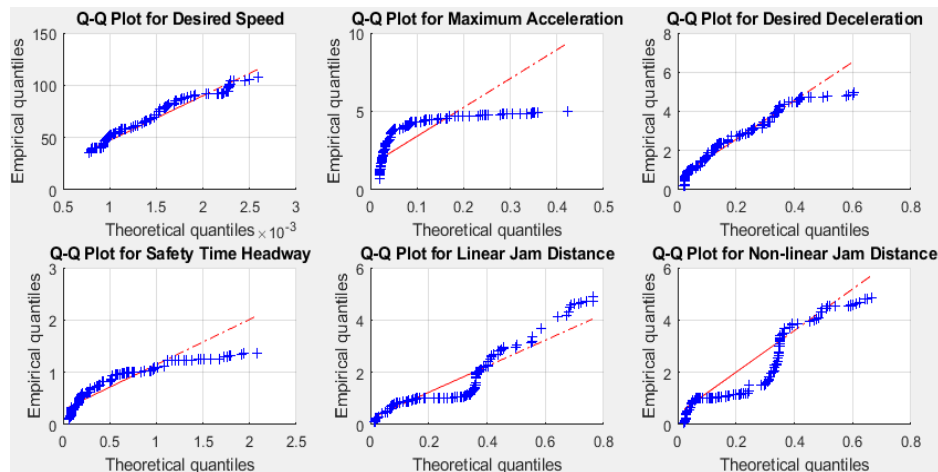 Q-Q Plot for Desired Speed
Q-Q Plot for Maximum Acceleration
Q-Q Plot for Desired Deceleration
Empirical quantiles
150
100
50
0
0.5 1 1.5 2 2.5 3
Theoretical quantiles ×10⁻³
Empirical quantiles
10
5
0
0 0.1 0.2 0.3 0.4 0.5
Theoretical quantiles
Empirical quantiles
8
6
4
2
0
0 0.2 0.4 0.6 0.8
Theoretical quantiles
Q-Q Plot for Safety Time Headway
Q-Q Plot for Linear Jam Distance
Q-Q Plot for Non-linear Jam Distance
Empirical quantiles
3
2
1
0
0 0.5 1 1.5 2 2.5
Theoretical quantiles
Empirical quantiles
6
4
2
0
0 0.2 0.4 0.6 0.8
Theoretical quantiles
Empirical quantiles
6
4
2
0
0 0.2 0.4 0.6 0.8
Theoretical quantiles